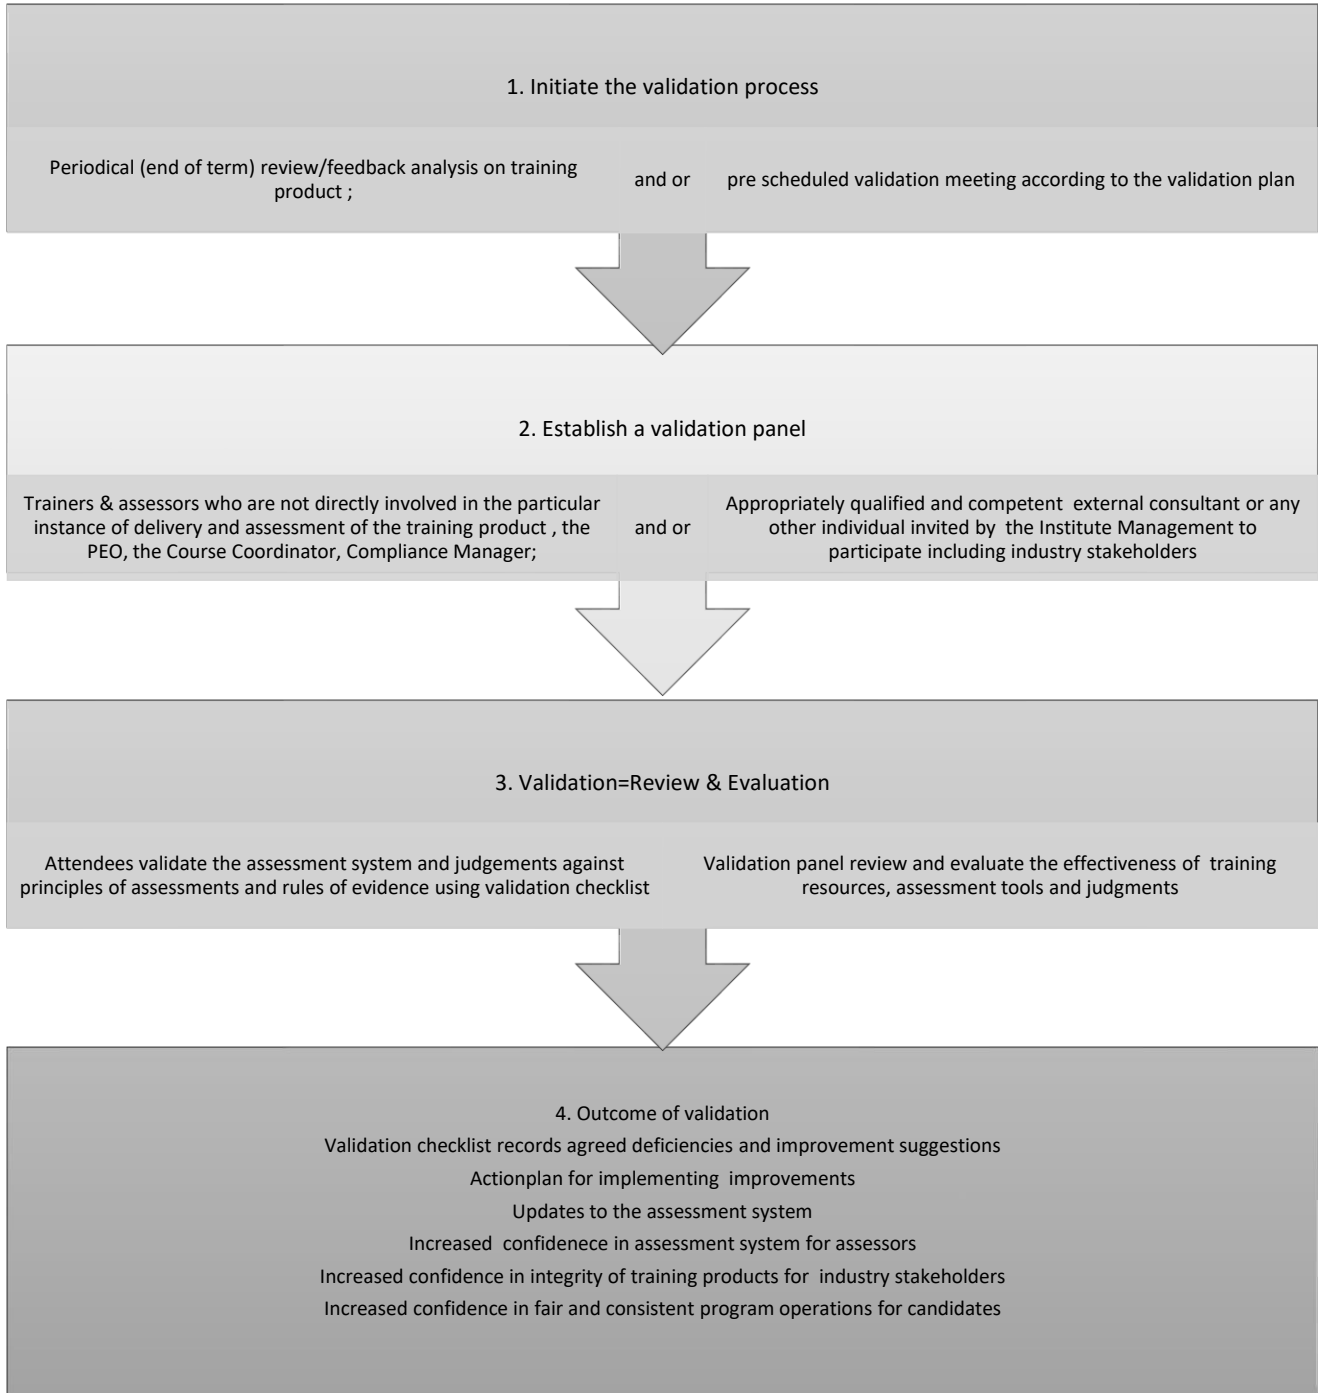 1. Initiate the validation process
Periodical (end of term) review/feedback analysis on training
product ;
and or
pre scheduled validation meeting according to the validation plan
2. Establish a validation panel
Trainers & assessors who are not directly involved in the particular
instance of delivery and assessment of the training product , the
PEO, the Course Coordinator, Compliance Manager;
and or
Appropriately qualified and competent  external consultant or any
other individual invited by  the Institute Management to
participate including industry stakeholders
3. Validation=Review & Evaluation
Attendees validate the assessment system and judgements against
principles of assessments and rules of evidence using validation checklist
Validation panel review and evaluate the effectiveness of  training
resources, assessment tools and judgments
4. Outcome of validation
Validation checklist records agreed deficiencies and improvement suggestions
Actionplan for implementing  improvements
Updates to the assessment system
Increased  confidenece in assessment system for assessors
Increased confidence in integrity of training products for  industry stakeholders
Increased confidence in fair and consistent program operations for candidates